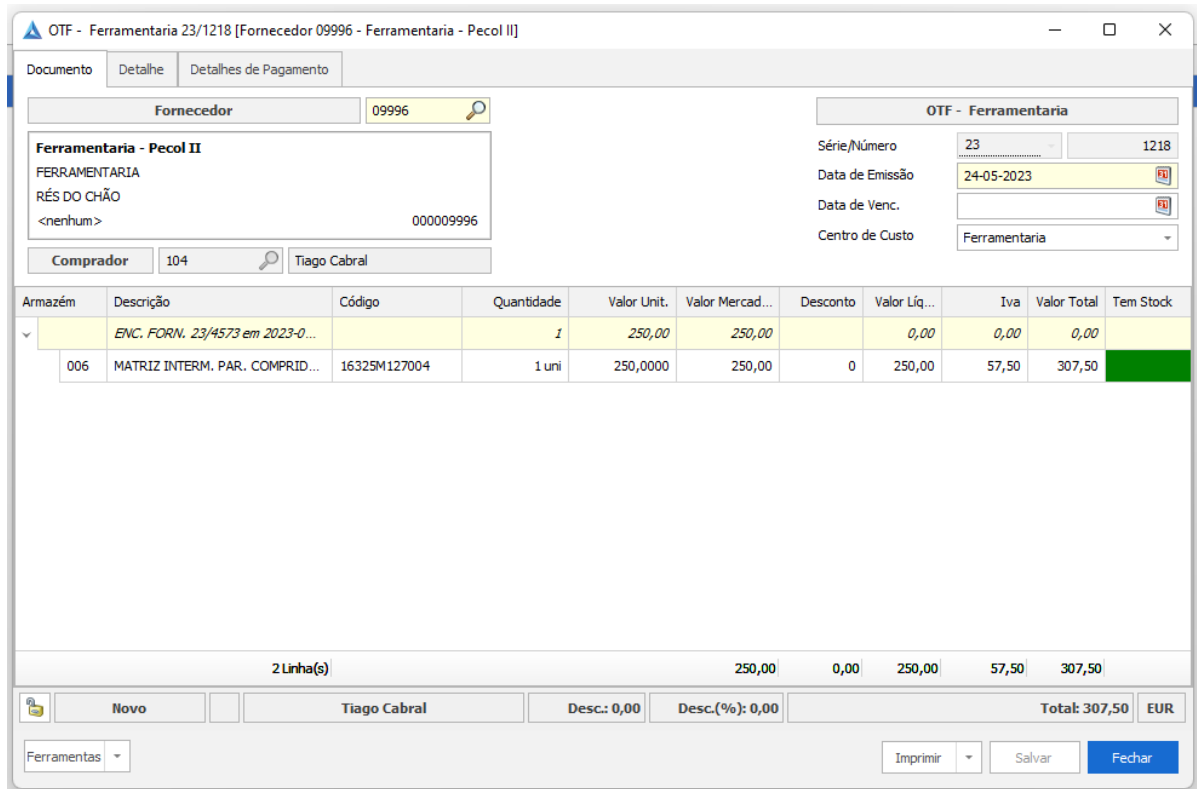 OTF - Ferramentaria 23/1218 [Fornecedor 09996 - Ferramentaria - Pecol II]
Documento Detalhe Detalhes de Pagamento
Fornecedor 09996 OTF - Ferramentaria
Ferramentaria - Pecol II
FERRAMENTARIA
RÉS DO CHÃO
<nenhum> 000009996
Série/Número 23 1218
Data de Emissão 24-05-2023
Data de Venc.
Centro de Custo Ferramentaria
Comprador 104 Tiago Cabral
Armazém Descrição Código Quantidade Valor Unit. Valor Mercad... Desconto Valor Líq... Iva Valor Total Tem Stock
ENC. FORN. 23/4573 em 2023-0... 1 250,00 250,00 0,00 0,00 0,00
006 MATRIZ INTERM. PAR. COMPRID... 16325M127004 1 uni 250,0000 250,00 0 250,00 57,50 307,50
2 Linha(s) 250,00 0,00 250,00 57,50 307,50
Novo Tiago Cabral Desc.: 0,00 Desc.(%): 0,00 Total: 307,50 EUR
Ferramentas Imprimir Salvar Fechar